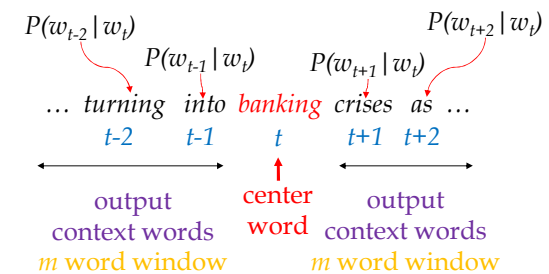 P(w_{t-2} | w_t) P(w_{t+2} | w_t)
P(w_{t-1} | w_t) P(w_{t+1} | w_t)
… turning into banking crises as …
t-2 t-1 t t+1 t+2
output center output
context words word context words
m word window m word window